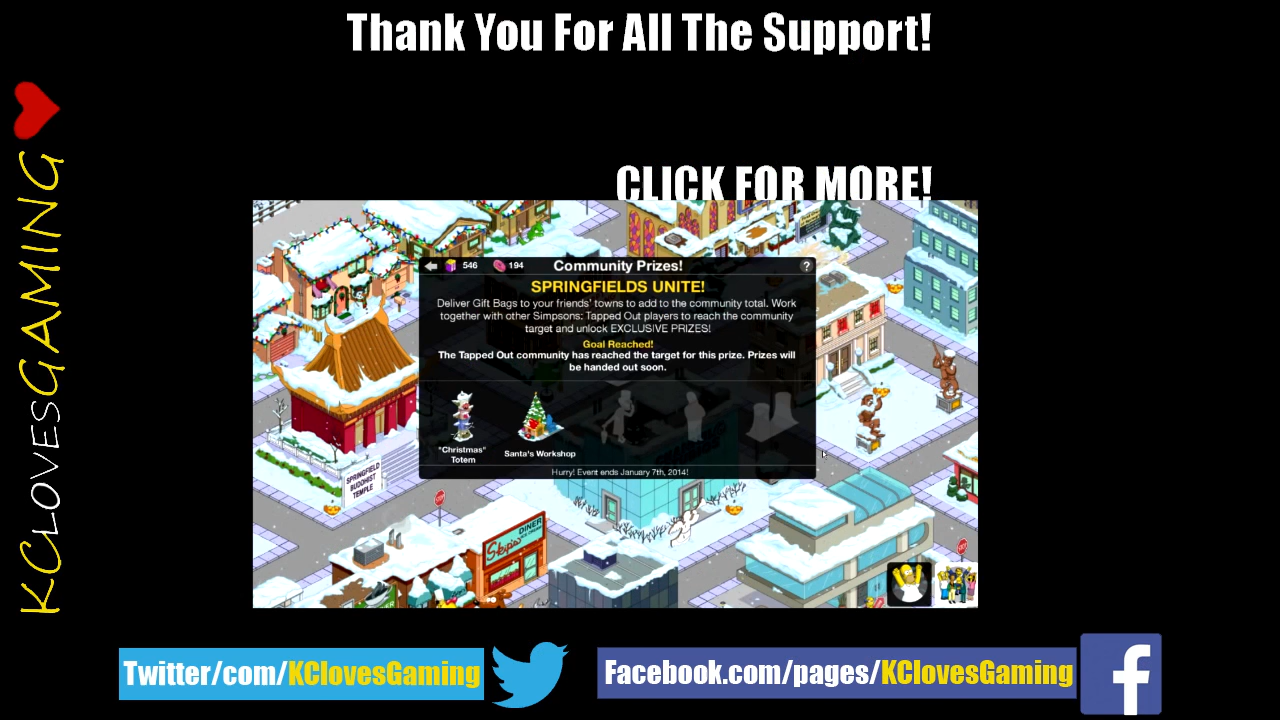 Thank You For All The Support!
CLICK FOR MORE!
KCLOVESGAMING
546
194
Community Prizes!
?
SPRINGFIELDS UNITE!
Deliver Gift Bags to your friends' towns to add to the community total. Work
together with other Simpsons: Tapped Out players to reach the community
target and unlock EXCLUSIVE PRIZES!
Goal Reached!
The Tapped Out community has reached the target for this prize. Prizes will
be handed out soon.
"Christmas"
Totem
Santa's Workshop
Hurry! Event ends January 7th, 2014!
SPRINGFIELD
BUDDHIST
TEMPLE
STOP
Skip's
DINER
Twitter/com/KClovesGaming
Facebook.com/pages/KClovesGaming
f